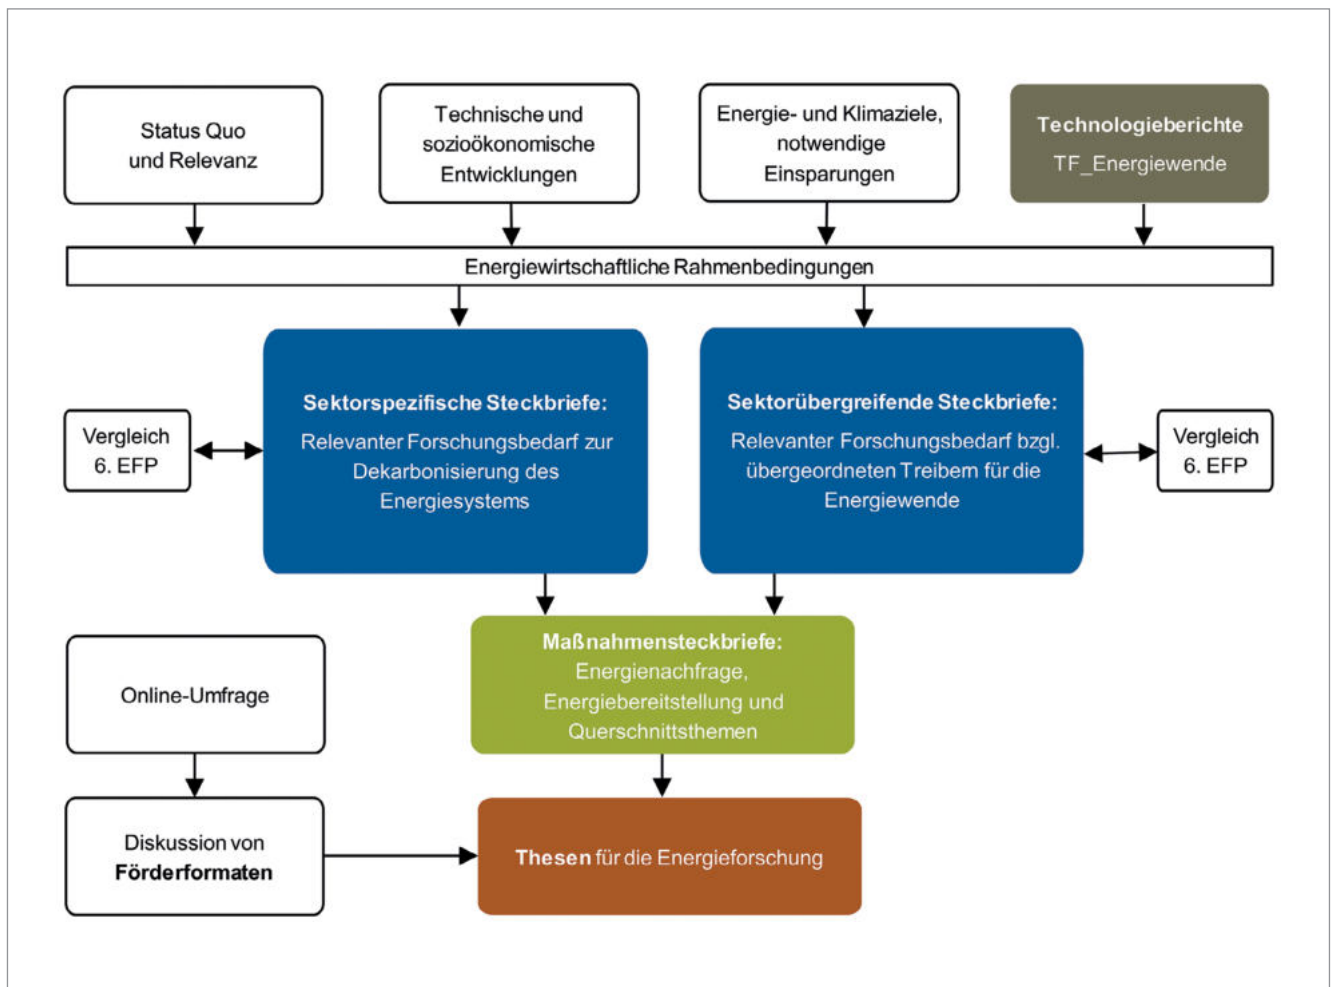 Status Quo
und Relevanz
Technische und
sozioökonomische
Entwicklungen
Energie- und Klimaziele,
notwendige
Einsparungen
Technologieberichte
TF_Energiewende
Energiewirtschaftliche Rahmenbedingungen
Vergleich
6. EFP
Sektorspezifische Steckbriefe:
Relevanter Forschungsbedarf zur
Dekarbonisierung des
Energiesystems
Sektorübergreifende Steckbriefe:
Relevanter Forschungsbedarf bzgl.
übergeordneten Treibern für die
Energiewende
Vergleich
6. EFP
Maßnahmensteckbriefe:
Energienachfrage,
Energiebereitstellung und
Querschnittsthemen
Online-Umfrage
Diskussion von
Förderformaten
Thesen für die Energieforschung